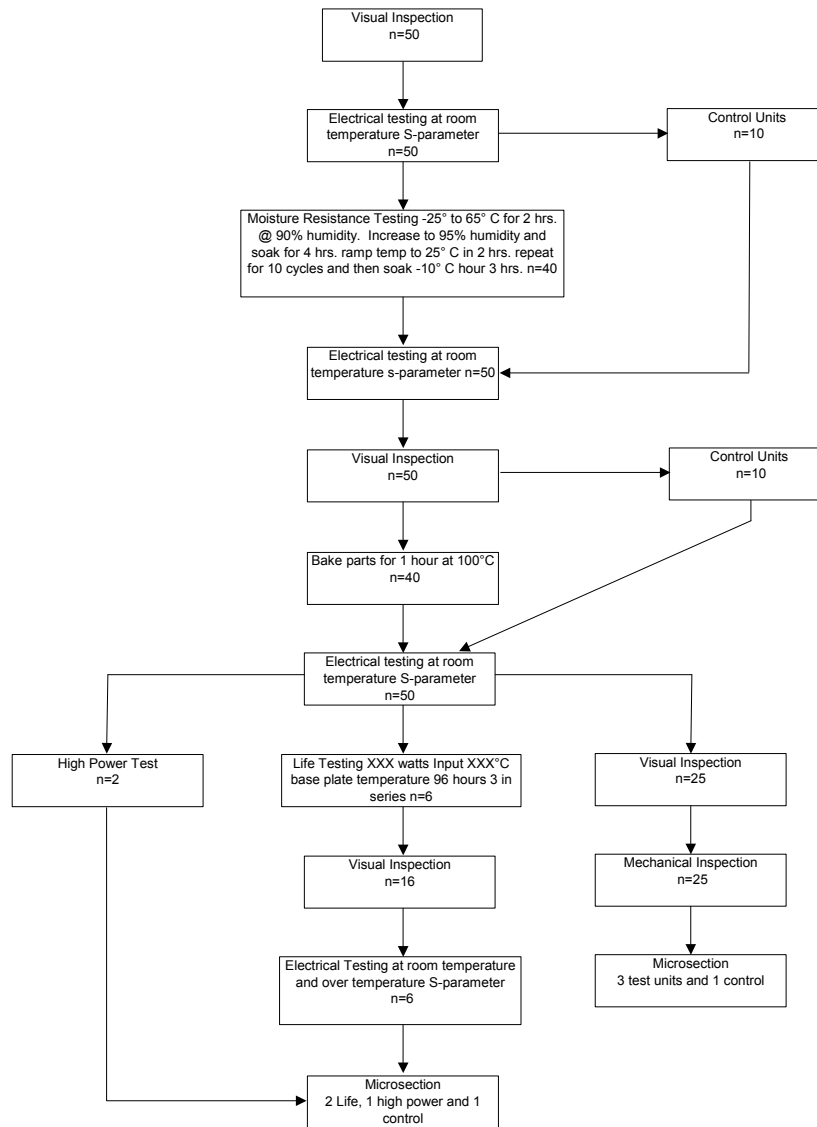 Visual Inspection
n=50
Electrical testing at room
temperature S-parameter
n=50
Control Units
n=10
Moisture Resistance Testing -25° to 65° C for 2 hrs.
@ 90% humidity. Increase to 95% humidity and
soak for 4 hrs. ramp temp to 25° C in 2 hrs. repeat
for 10 cycles and then soak -10° C hour 3 hrs. n=40
Electrical testing at room
temperature s-parameter n=50
Visual Inspection
n=50
Control Units
n=10
Bake parts for 1 hour at 100°C
n=40
Electrical testing at room
temperature S-parameter
n=50
High Power Test
n=2
Life Testing XXX watts Input XXX°C
base plate temperature 96 hours 3 in
series n=6
Visual Inspection
n=25
Visual Inspection
n=16
Mechanical Inspection
n=25
Electrical Testing at room temperature
and over temperature S-parameter
n=6
Microsection
3 test units and 1 control
Microsection
2 Life, 1 high power and 1
control